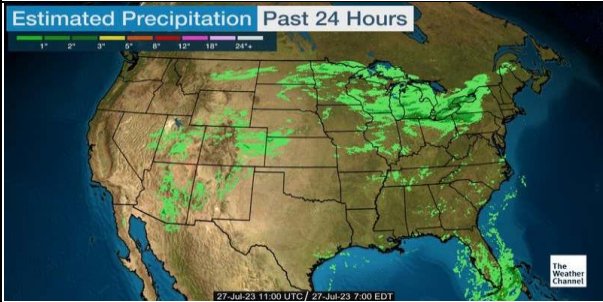 Estimated Precipitation Past 24 Hours
1" 2" 3" 5" 8" 12" 18" 24"+
The
Weather
Channel
27-Jul-23 11:00 UTC / 27-Jul-23 7:00 EDT